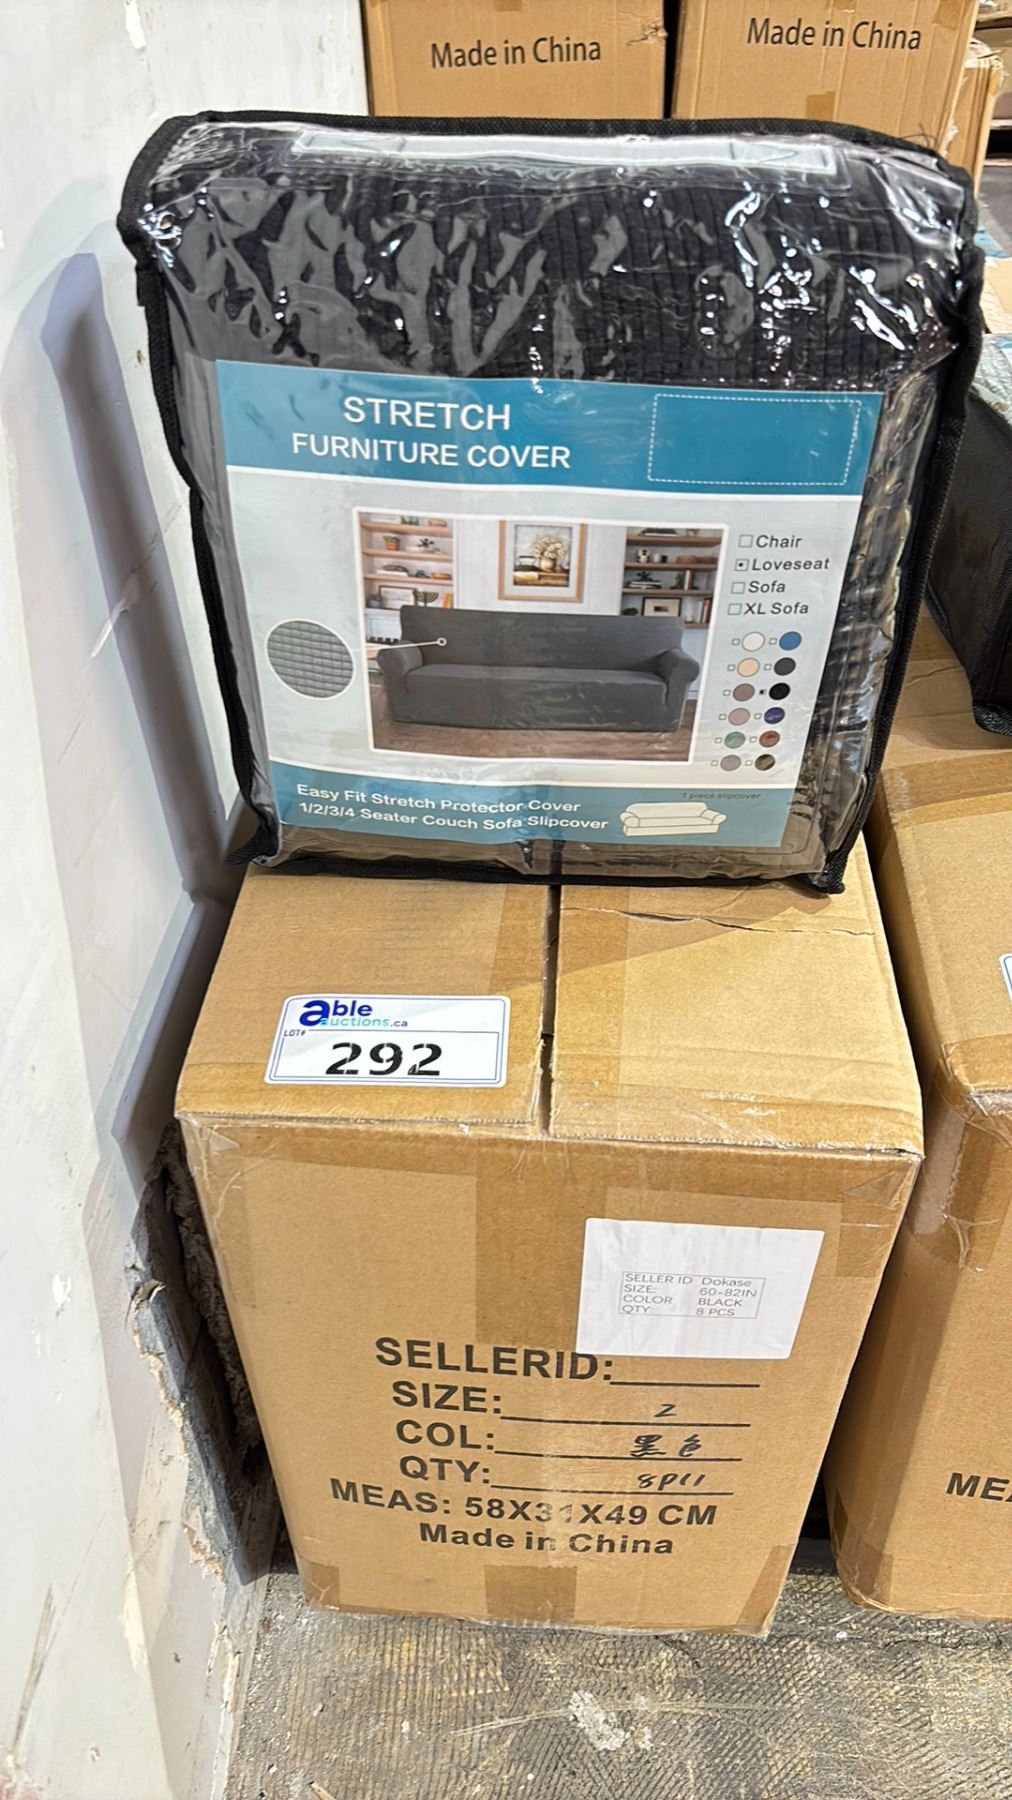 Made in China
Made in China
STRETCH
FURNITURE COVER
Chair
Loveseat
Sofa
XL Sofa
Easy Fit Stretch Protector Cover
1/2/3/4 Seater Couch Sofa Slipcover
1 piece slipcover
able
auctions.ca
LOT#
292
SELLER ID Dokase
SIZE: 60-82IN
COLOR BLACK
QTY: 8 PCS
SELLERID:
SIZE: 2
COL: 黑色
QTY:
MEAS: 58X31X49 CM
Made in China
ME